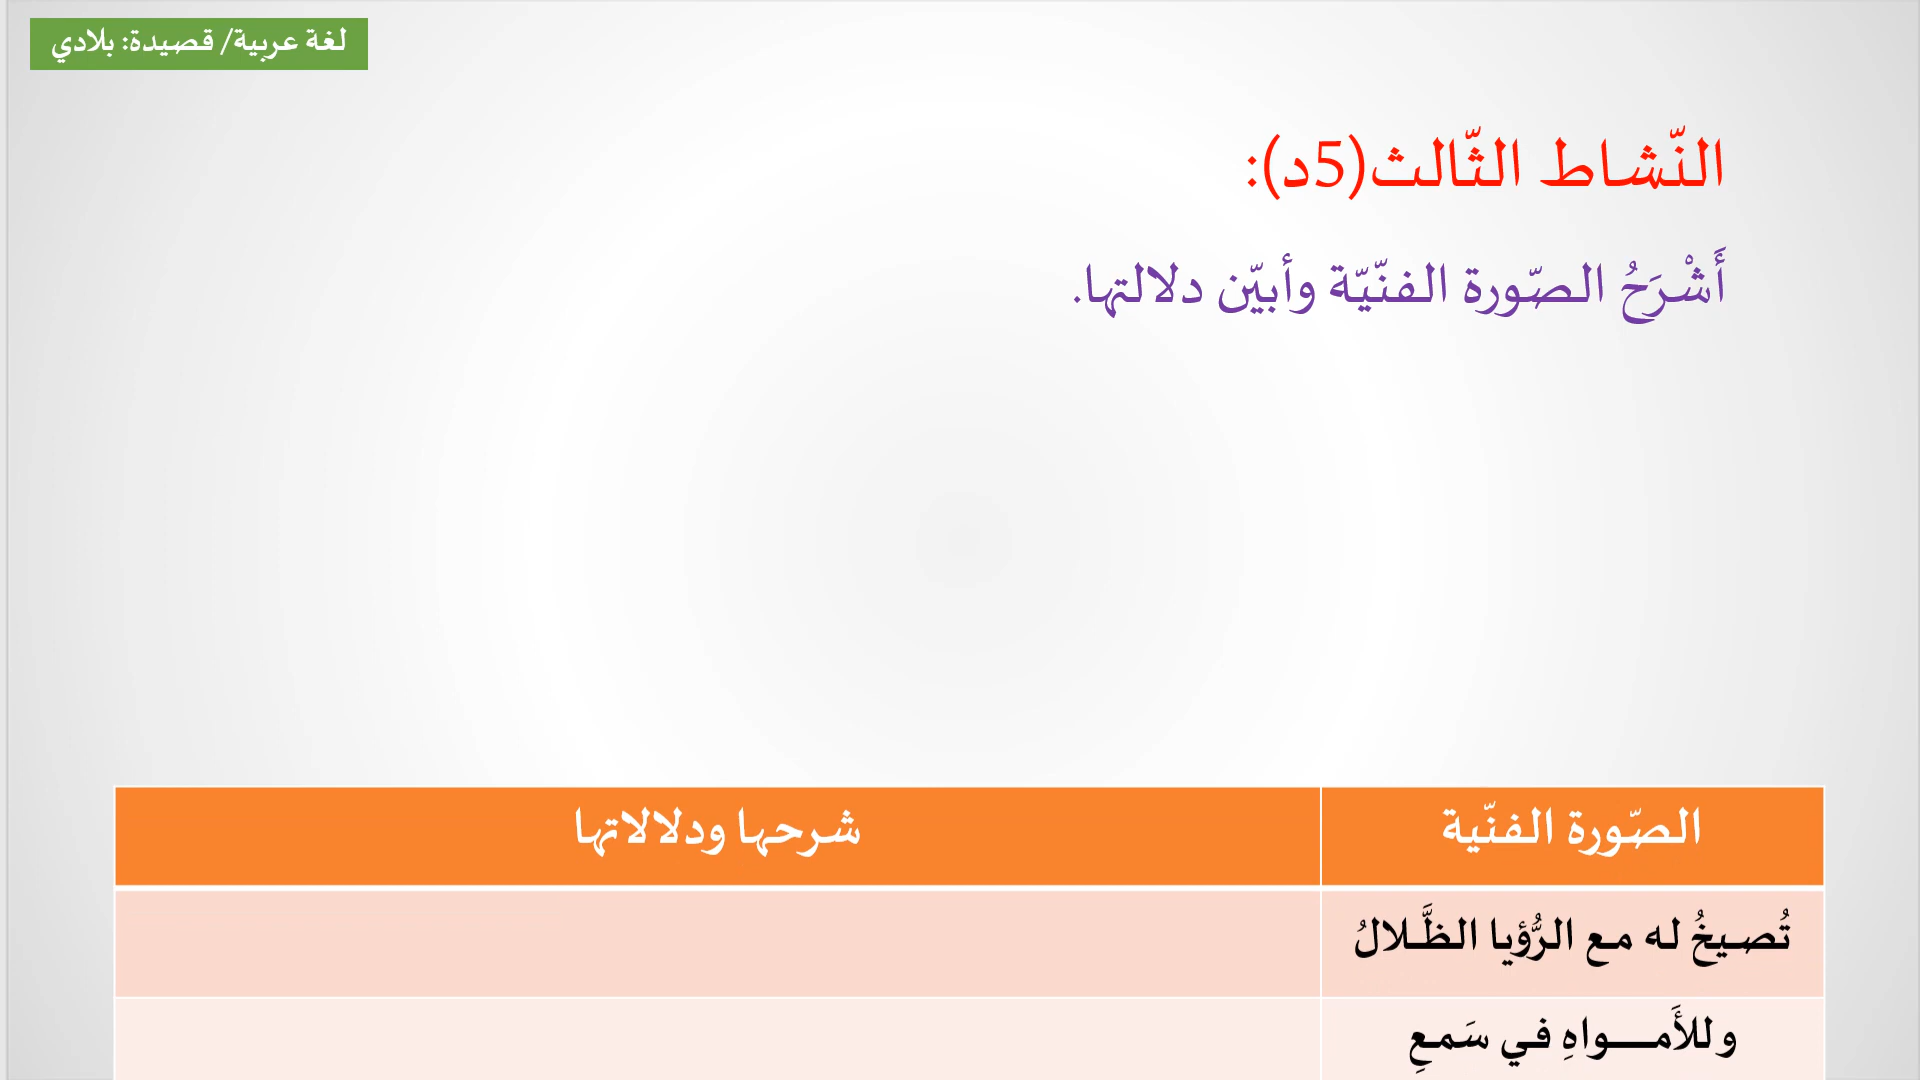 لغة عربية/ قصيدة: بلادي
النّشاط الثّالث(5د):
أَشْرَحُ الصّورة الفنّيّة وأبيّن دلالتها.
الصّورة الفنّية
شرحها ودلالاتها
تُصيخُ له مع الرُّؤيا الظَّلالُ
وللأَمـــواهِ في سَمعِ